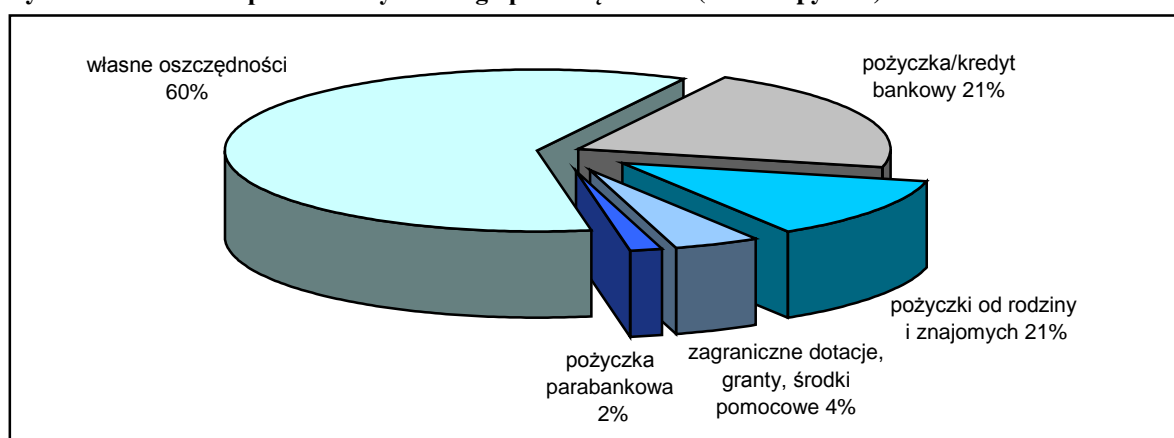 własne oszczędności
60%
pożyczka/kredyt
bankowy 21%
pożyczki od rodziny
i znajomych 21%
zagraniczne dotacje,
granty, środki
pomocowe 4%
pożyczka
parabankowa
2%